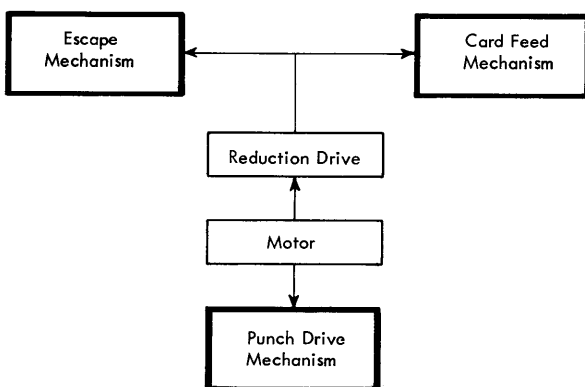 Escape
Mechanism
Card Feed
Mechanism
Reduction Drive
Motor
Punch Drive
Mechanism